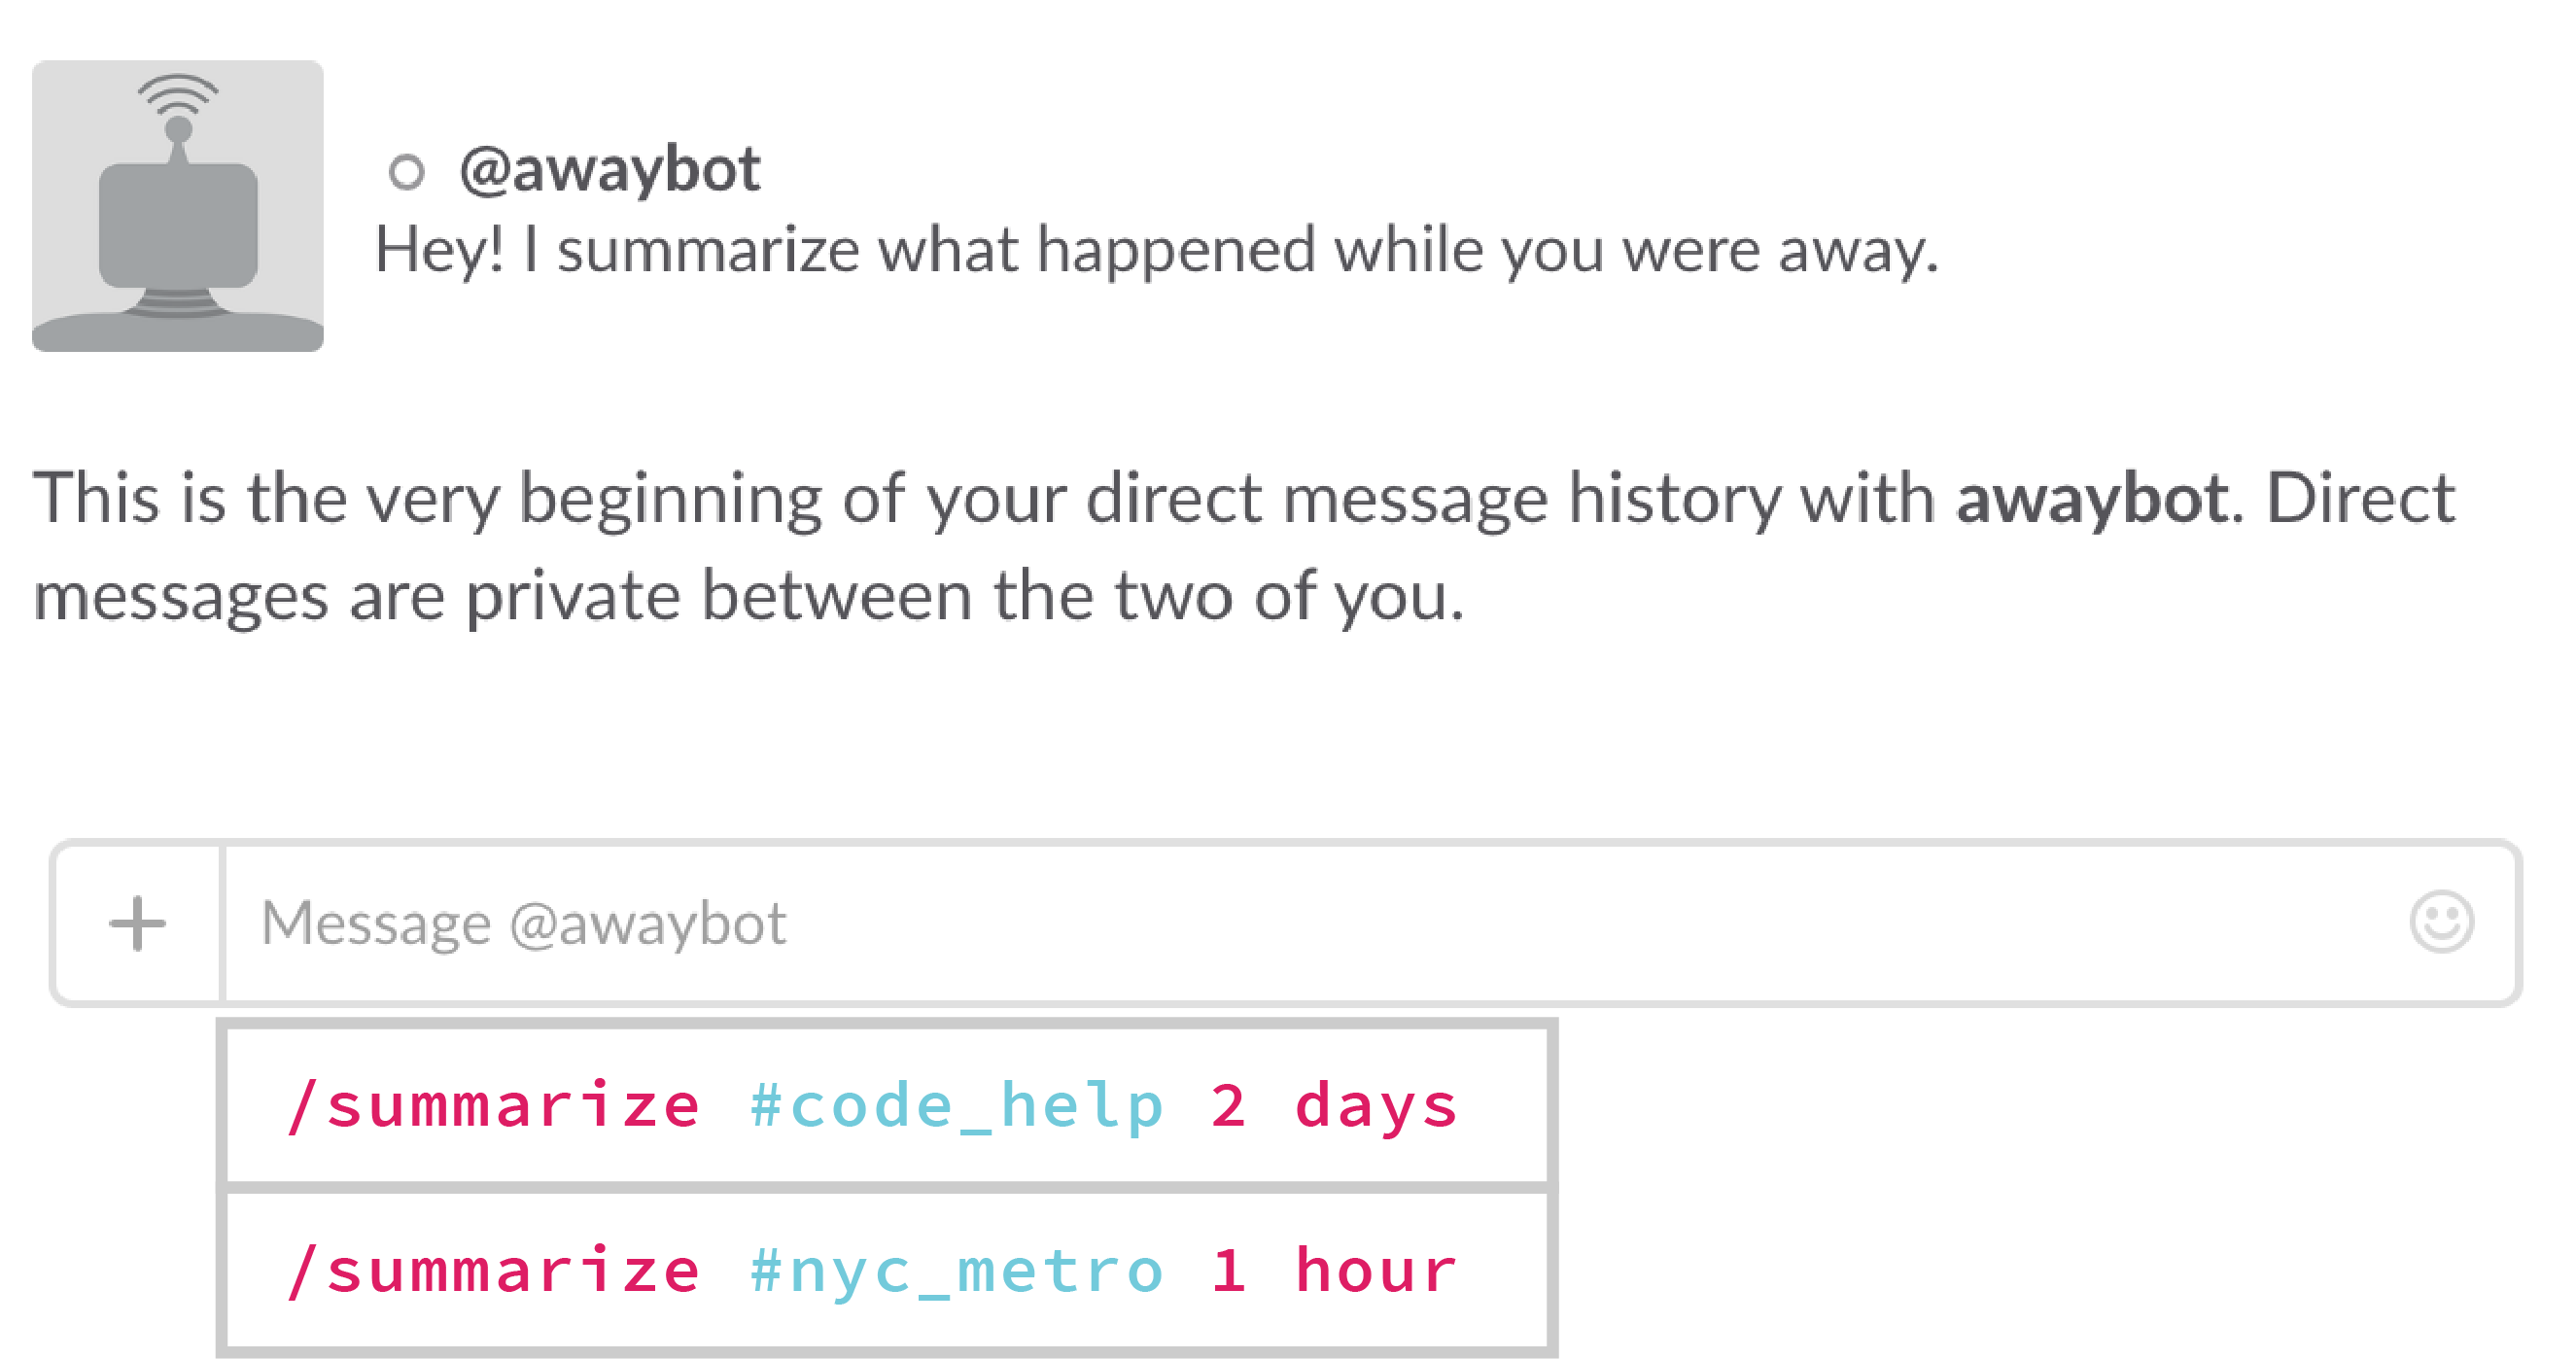 @awaybot
Hey! I summarize what happened while you were away.
This is the very beginning of your direct message history with awaybot. Direct
messages are private between the two of you.
Message @awaybot
/summarize #code_help 2 days
/summarize #nyc_metro 1 hour